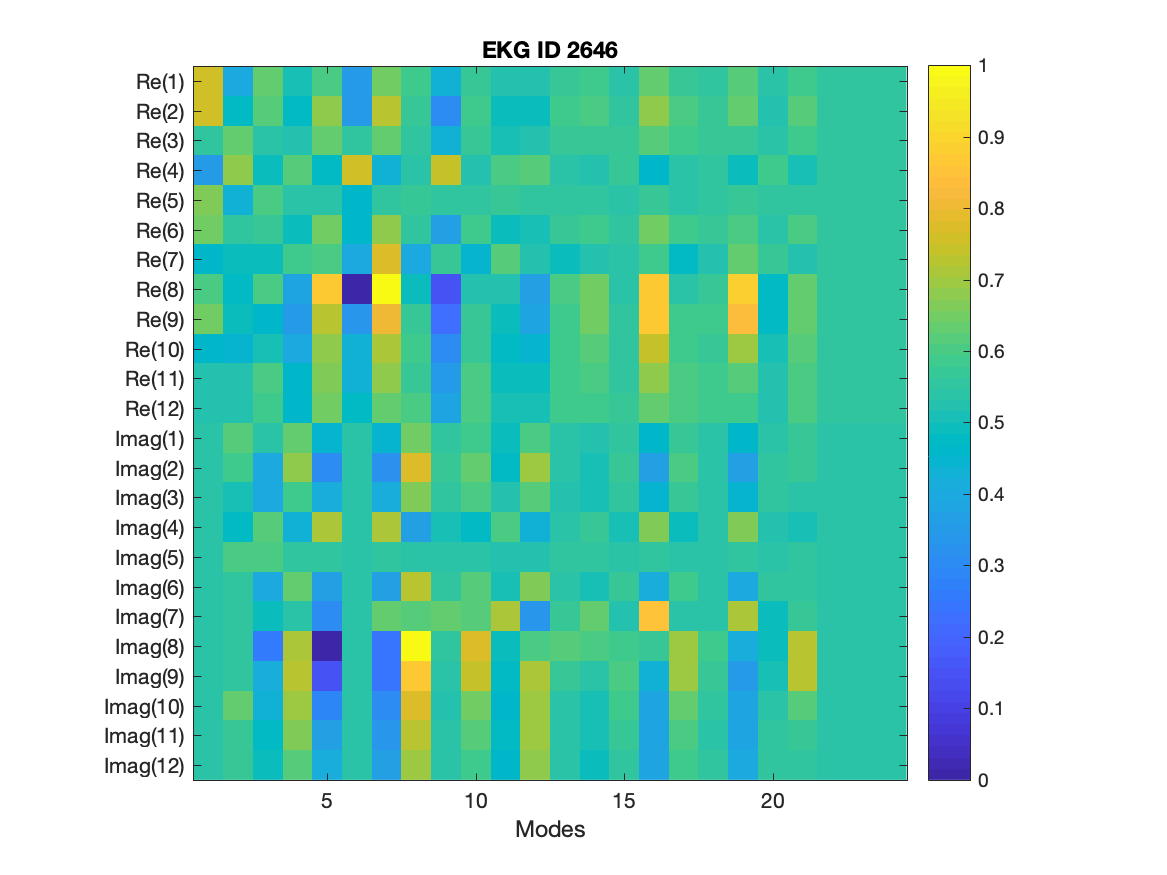 EKG ID 2646
Re(1)
Re(2)
Re(3)
Re(4)
Re(5)
Re(6)
Re(7)
Re(8)
Re(9)
Re(10)
Re(11)
Re(12)
Imag(1)
Imag(2)
Imag(3)
Imag(4)
Imag(5)
Imag(6)
Imag(7)
Imag(8)
Imag(9)
Imag(10)
Imag(11)
Imag(12)
5 10 15 20
Modes
1
0.9
0.8
0.7
0.6
0.5
0.4
0.3
0.2
0.1
0